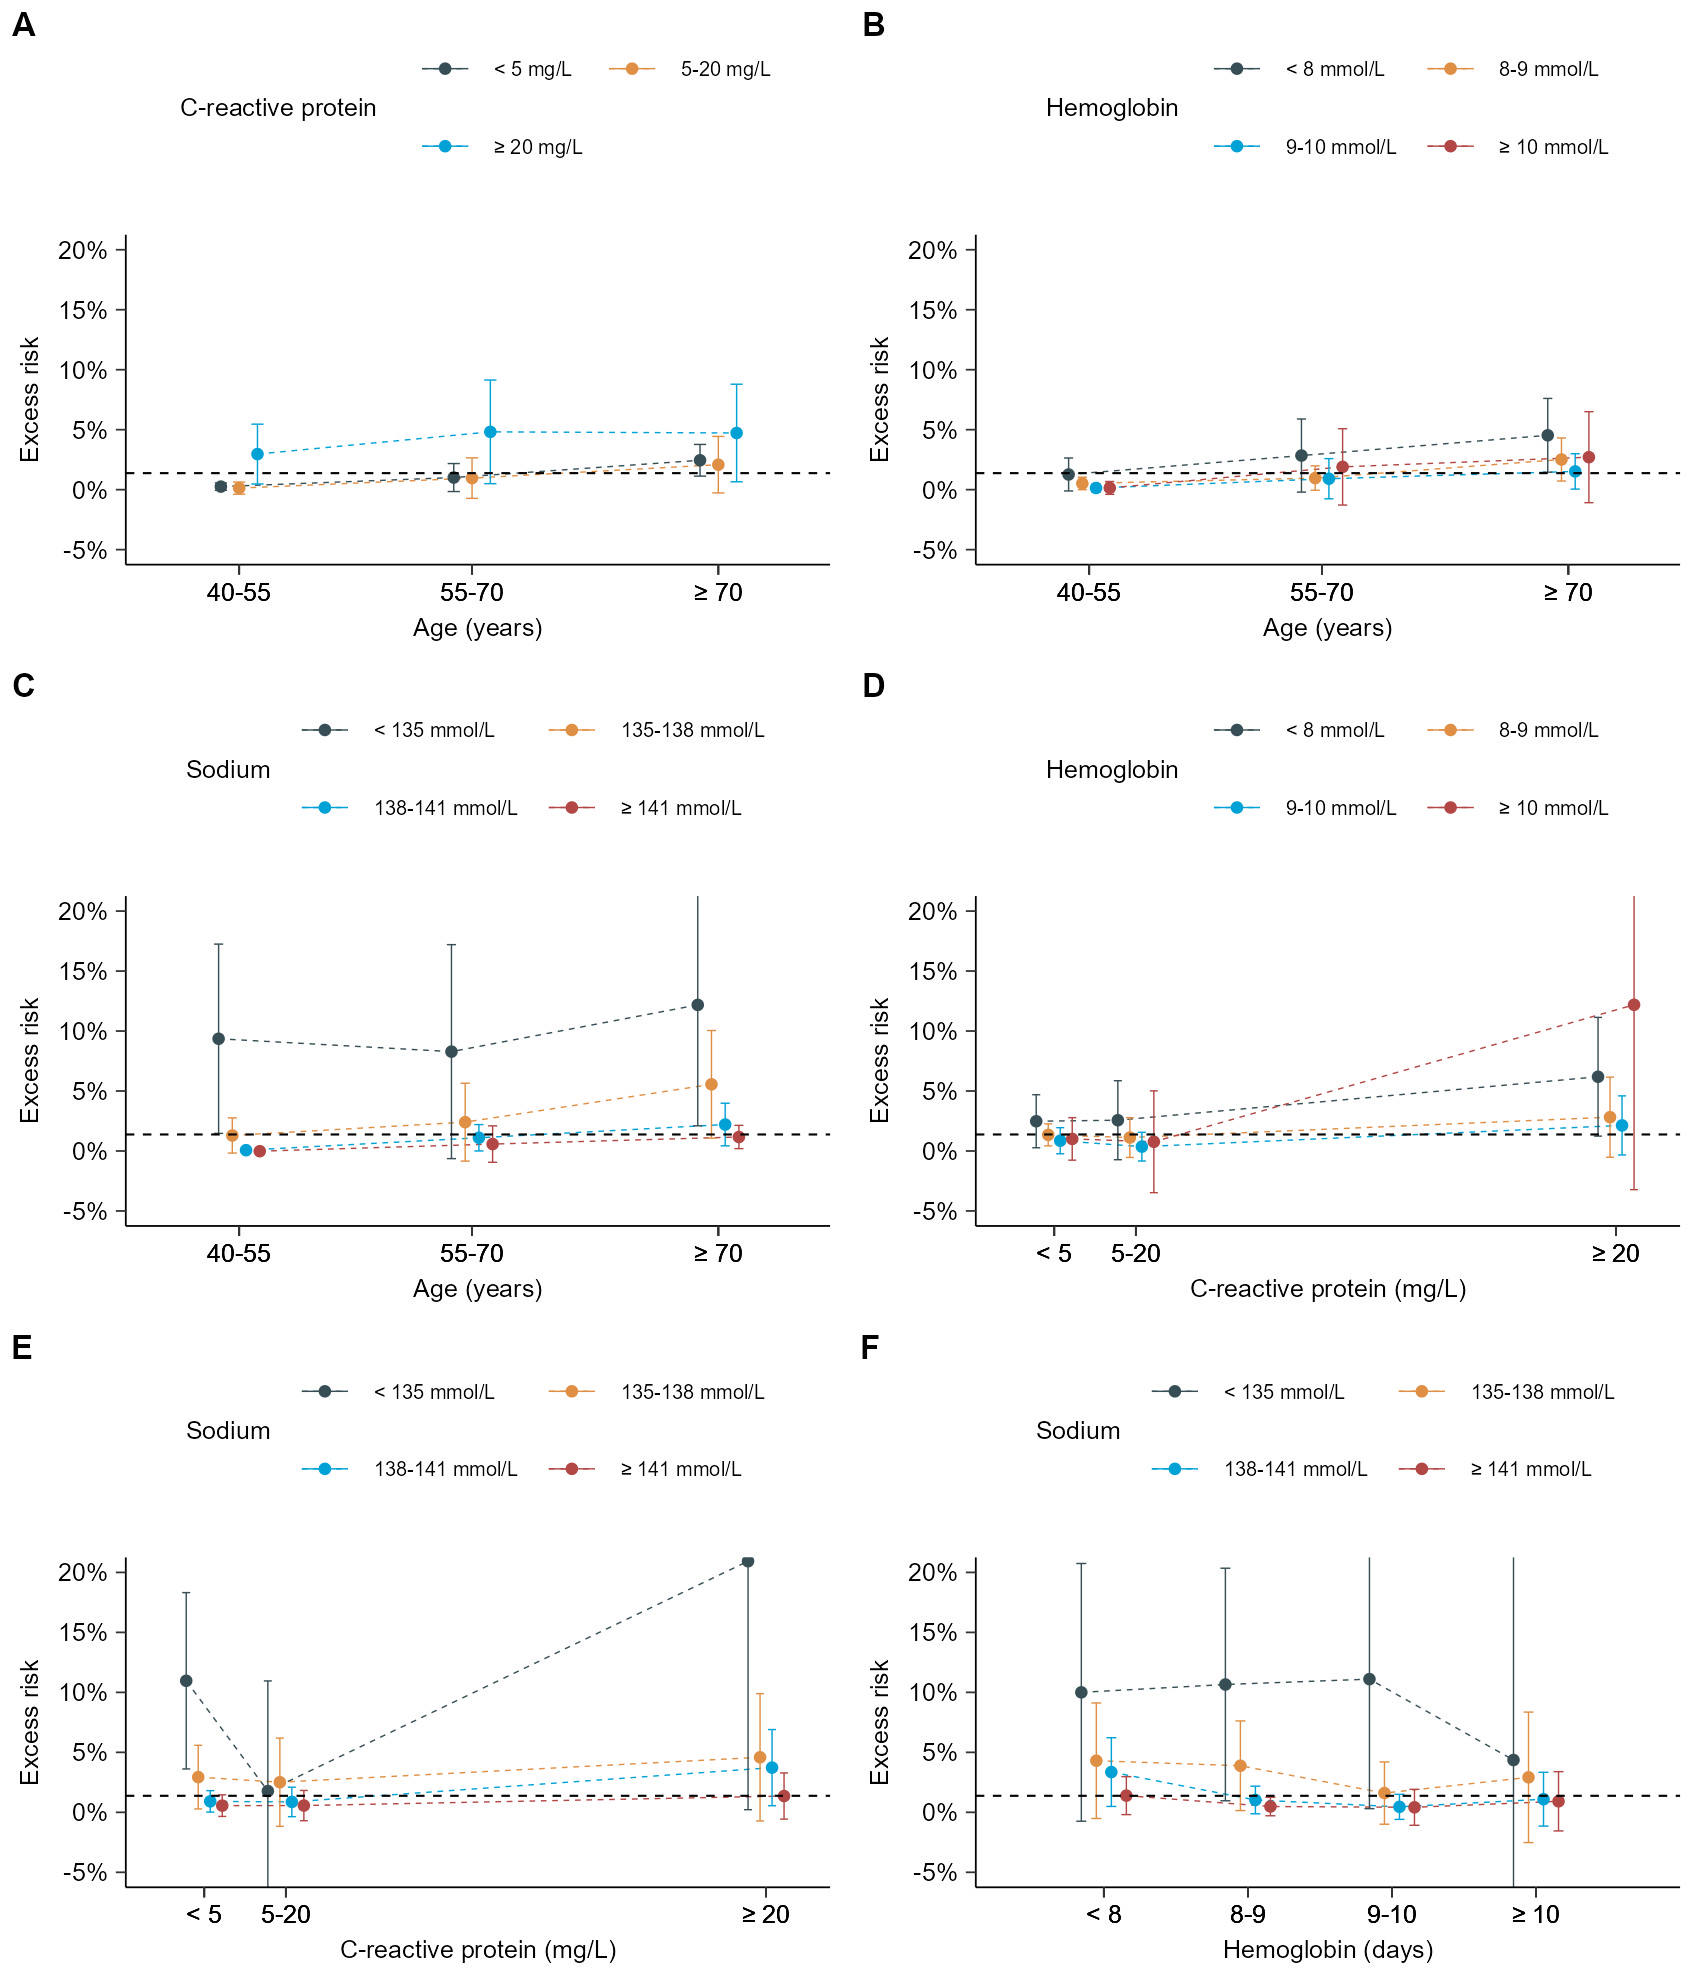 A
< 5 mg/L 5-20 mg/L
C-reactive protein
≥ 20 mg/L
20%
15%
10%
5%
0%
-5%
Excess risk
40-55 55-70 ≥ 70
Age (years)
B
< 8 mmol/L 8-9 mmol/L
Hemoglobin
9-10 mmol/L ≥ 10 mmol/L
20%
15%
10%
5%
0%
-5%
Excess risk
40-55 55-70 ≥ 70
Age (years)
C
< 135 mmol/L 135-138 mmol/L
Sodium
138-141 mmol/L ≥ 141 mmol/L
20%
15%
10%
5%
0%
-5%
Excess risk
40-55 55-70 ≥ 70
Age (years)
D
< 8 mmol/L 8-9 mmol/L
Hemoglobin
9-10 mmol/L ≥ 10 mmol/L
20%
15%
10%
5%
0%
-5%
Excess risk
< 5 5-20 ≥ 20
C-reactive protein (mg/L)
E
< 135 mmol/L 135-138 mmol/L
Sodium
138-141 mmol/L ≥ 141 mmol/L
20%
15%
10%
5%
0%
-5%
Excess risk
< 5 5-20 ≥ 20
C-reactive protein (mg/L)
F
< 135 mmol/L 135-138 mmol/L
Sodium
138-141 mmol/L ≥ 141 mmol/L
20%
15%
10%
5%
0%
-5%
Excess risk
< 8 8-9 9-10 ≥ 10
Hemoglobin (days)